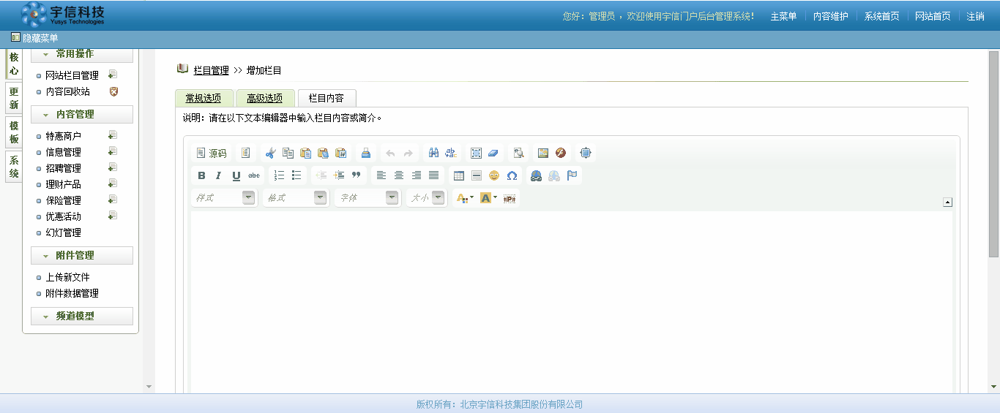 宇信科技
Yusys Technologies
您好：管理员 ，欢迎使用宇信门户后台管理系统！ 主菜单 内容维护 系统首页 网站首页 注销
隐藏菜单
核心
更新
模板
系统
常用操作
网站栏目管理
内容回收站
内容管理
特惠商户
信息管理
招聘管理
理财产品
保险管理
优惠活动
幻灯管理
附件管理
上传新文件
附件数据管理
频道模型
栏目管理 >> 增加栏目
常规选项 高级选项 栏目内容
说明：请在以下文本编辑器中输入栏目内容或简介。
源码
B I U abc
样式 格式 字体 大小
版权所有：北京宇信科技集团股份有限公司